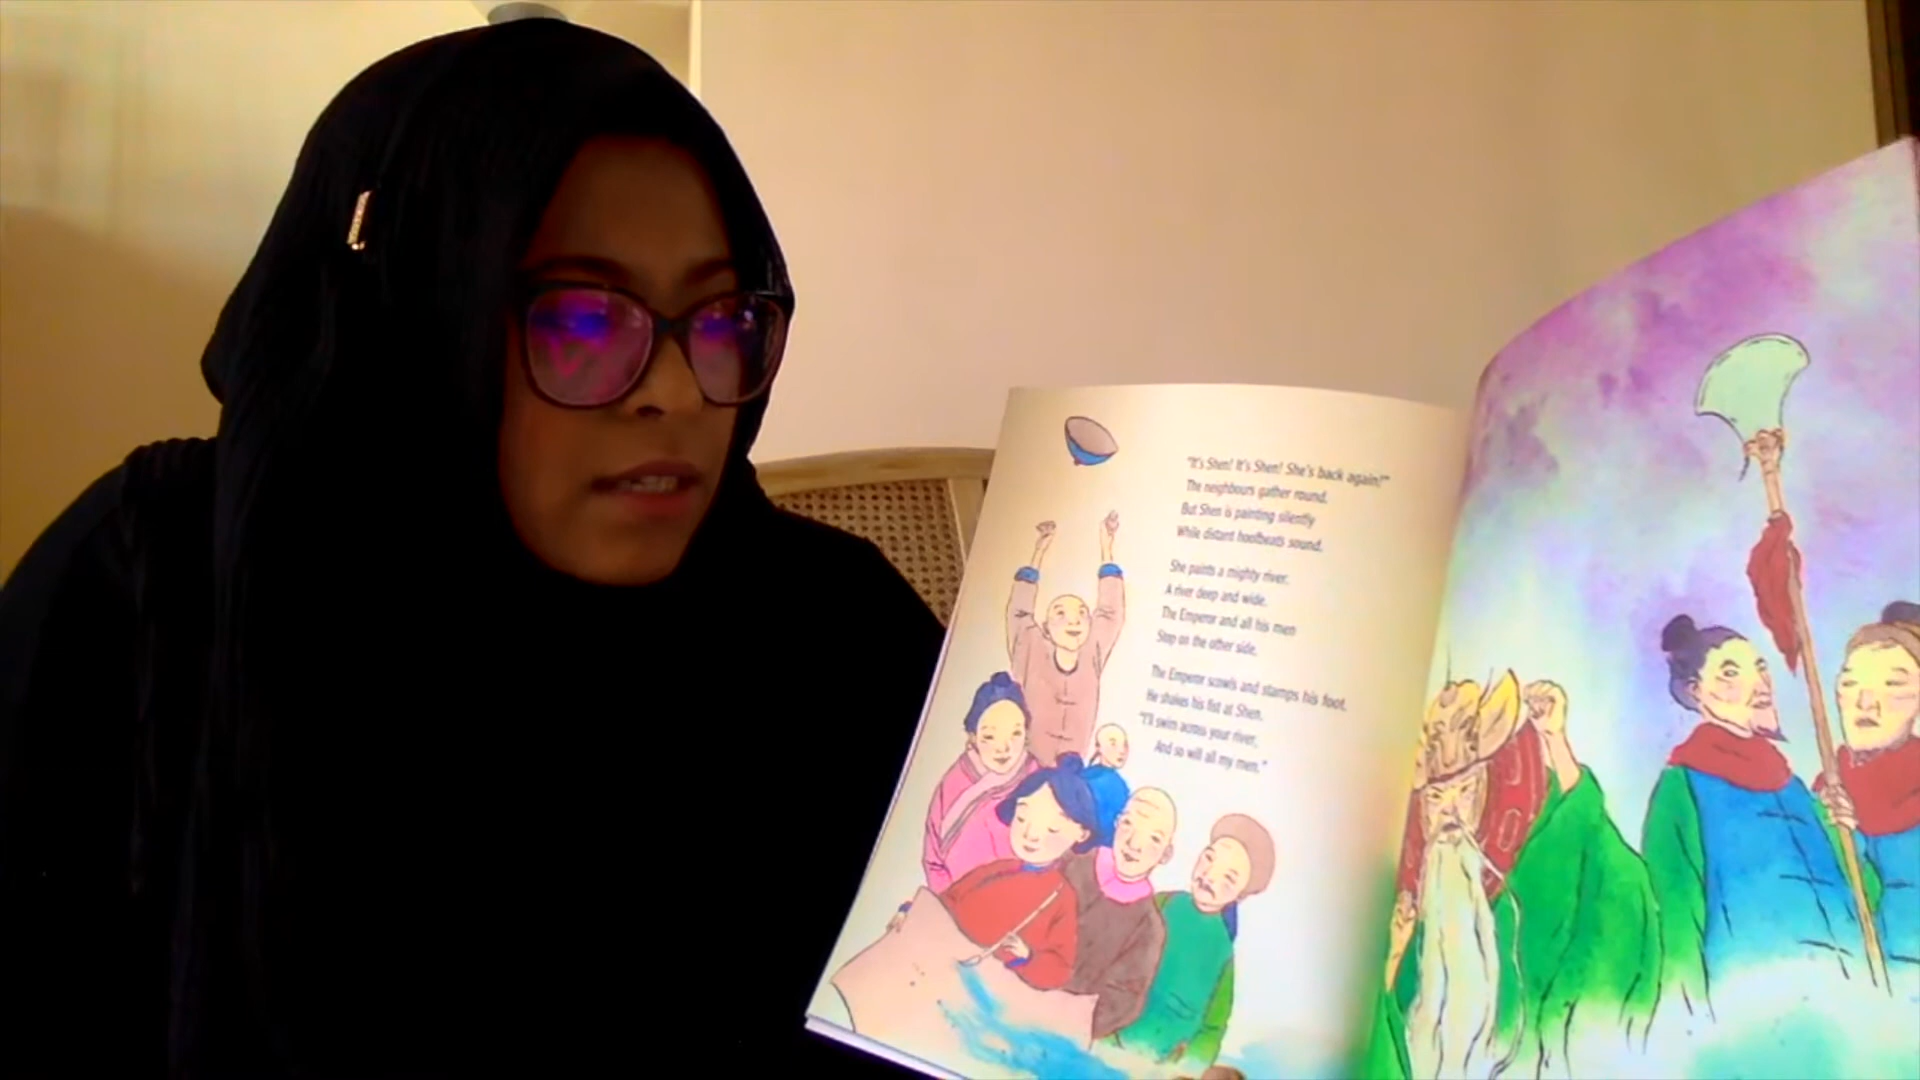 "It's Shen! It's Shen! She's back again!"
The neighbours gather round.
But Shen is painting silently
While distant hoofbeats sound.
She paints a mighty river.
A river deep and wide.
The Emperor and all his men
Stop on the other side.
The Emperor scowls and stamps his foot.
He shakes his fist at Shen.
"I'll swim across your river,
And so will all my men."